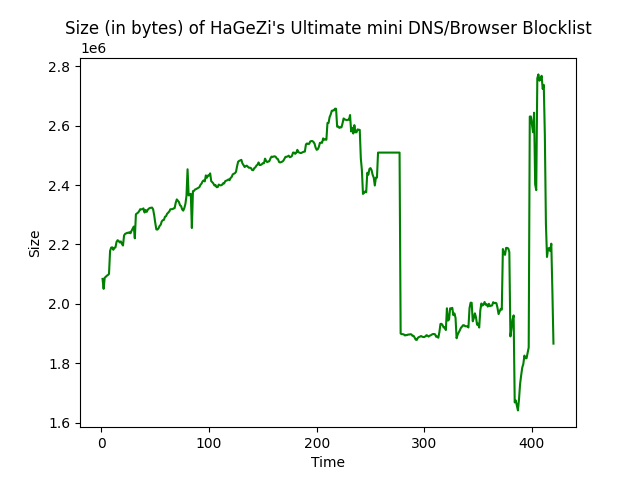 Size (in bytes) of HaGeZi's Ultimate mini DNS/Browser Blocklist
1e6
2.8
2.6
2.4
2.2
2.0
1.8
1.6
Size
0 100 200 300 400
Time